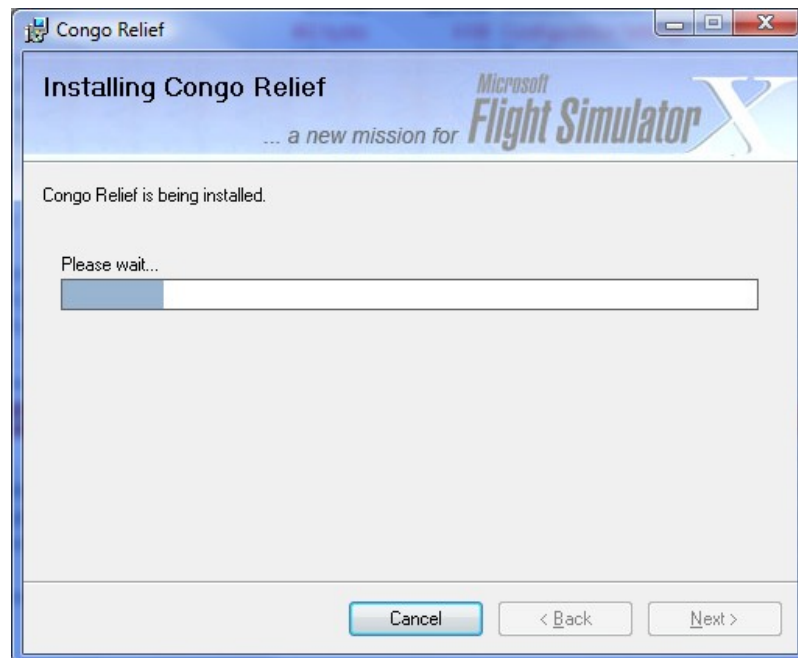 Congo Relief
Installing Congo Relief
Microsoft
... a new mission for Flight Simulator X
Congo Relief is being installed.
Please wait...
Cancel
< Back
Next >